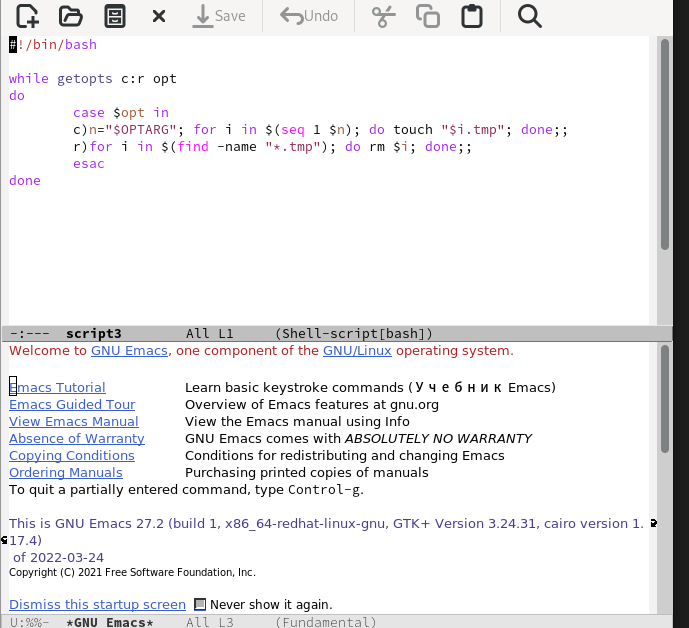 Save Undo
#!/bin/bash
while getopts c:r opt
do
case $opt in
c)n="$OPTARG"; for i in $(seq 1 $n); do touch "$i.tmp"; done;;
r)for i in $(find -name "*.tmp"); do rm $i; done;;
esac
done
-:--- script3 All L1 (Shell-script[bash])
Welcome to GNU Emacs, one component of the GNU/Linux operating system.
Emacs Tutorial Learn basic keystroke commands (Учебник Emacs)
Emacs Guided Tour Overview of Emacs features at gnu.org
View Emacs Manual View the Emacs manual using Info
Absence of Warranty GNU Emacs comes with ABSOLUTELY NO WARRANTY
Copying Conditions Conditions for redistributing and changing Emacs
Ordering Manuals Purchasing printed copies of manuals
To quit a partially entered command, type Control-g.
This is GNU Emacs 27.2 (build 1, x86_64-redhat-linux-gnu, GTK+ Version 3.24.31, cairo version 1.
17.4)
of 2022-03-24
Copyright (C) 2021 Free Software Foundation, Inc.
Dismiss this startup screen Never show it again.
U:%%- *GNU Emacs* All L3 (Fundamental)